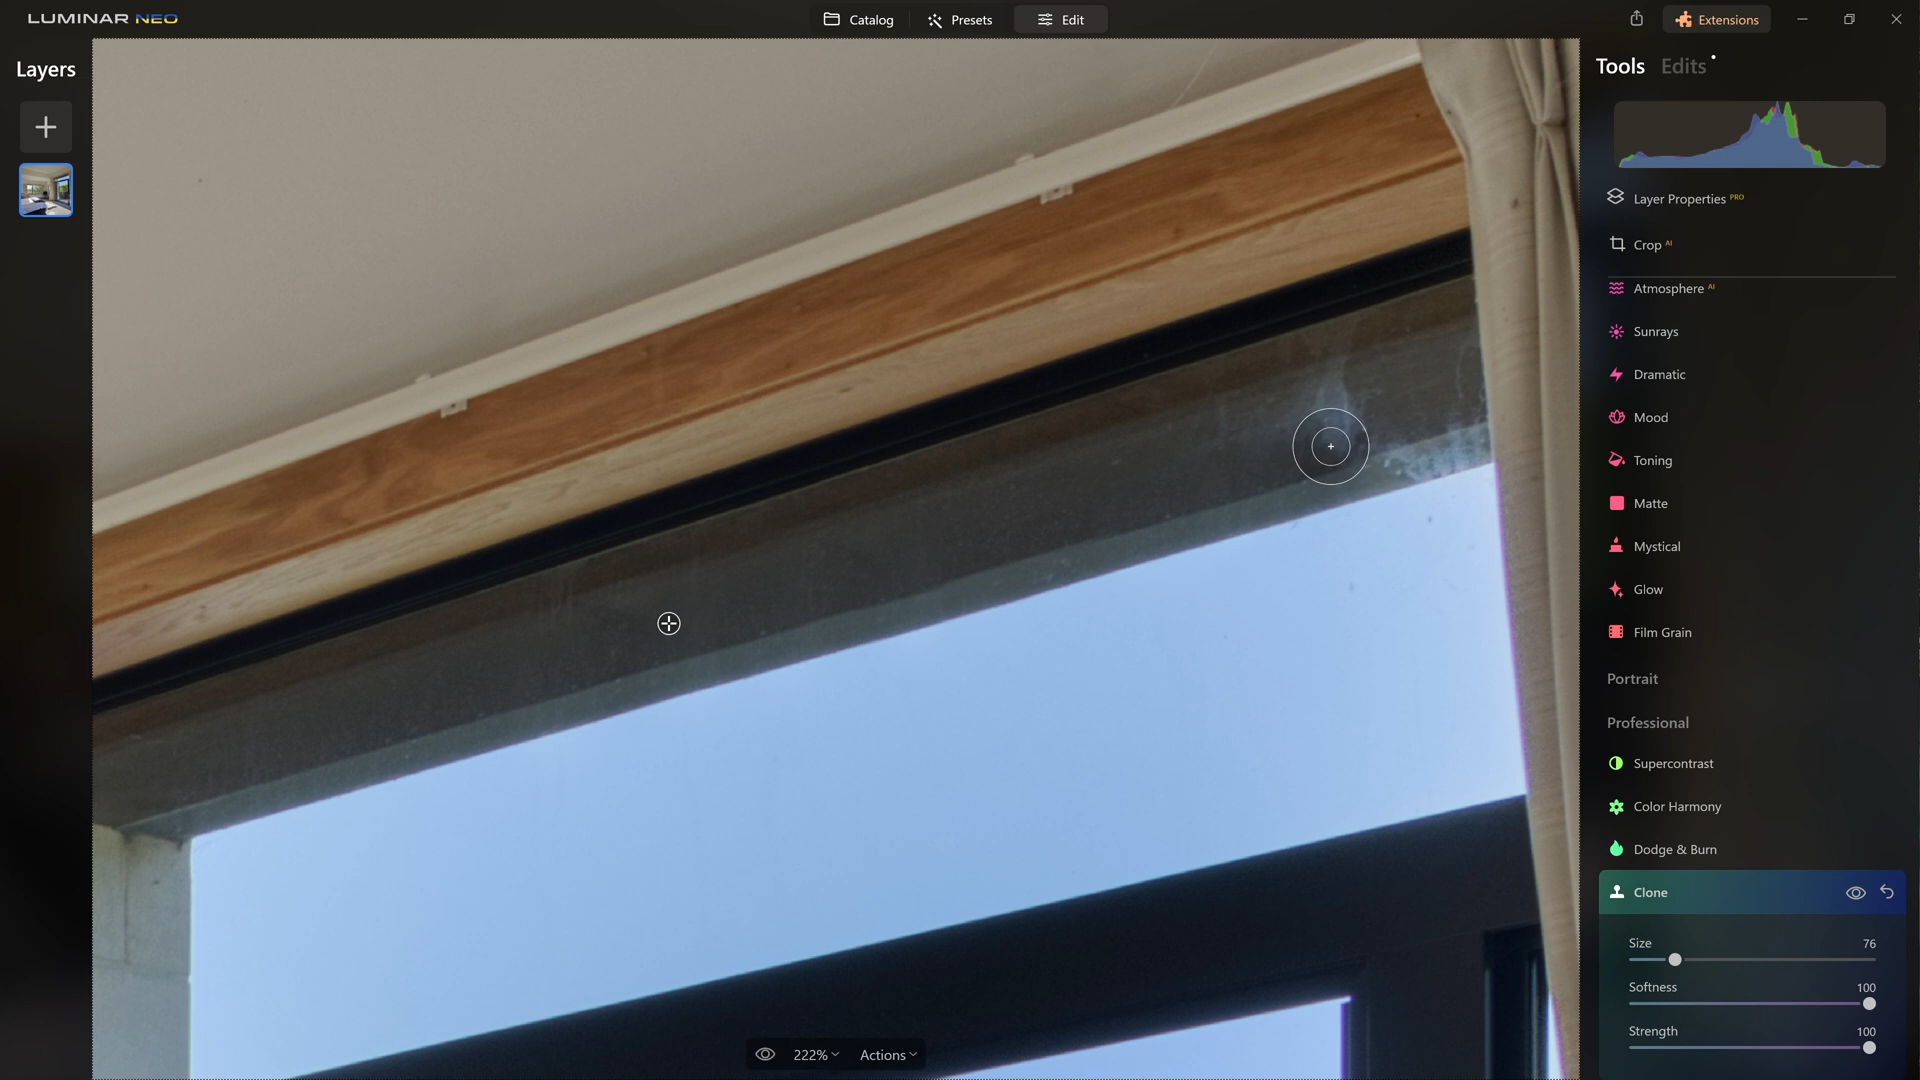 LUMINAR NEO
Catalog
Presets
Edit
Extensions
Layers
Tools
Edits
Layer Properties PRO
Crop AI
Atmosphere AI
Sunrays
Dramatic
Mood
Toning
Matte
Mystical
Glow
Film Grain
Portrait
Professional
Supercontrast
Color Harmony
Dodge & Burn
Clone
Size 76
Softness 100
Strength 100
222%
Actions